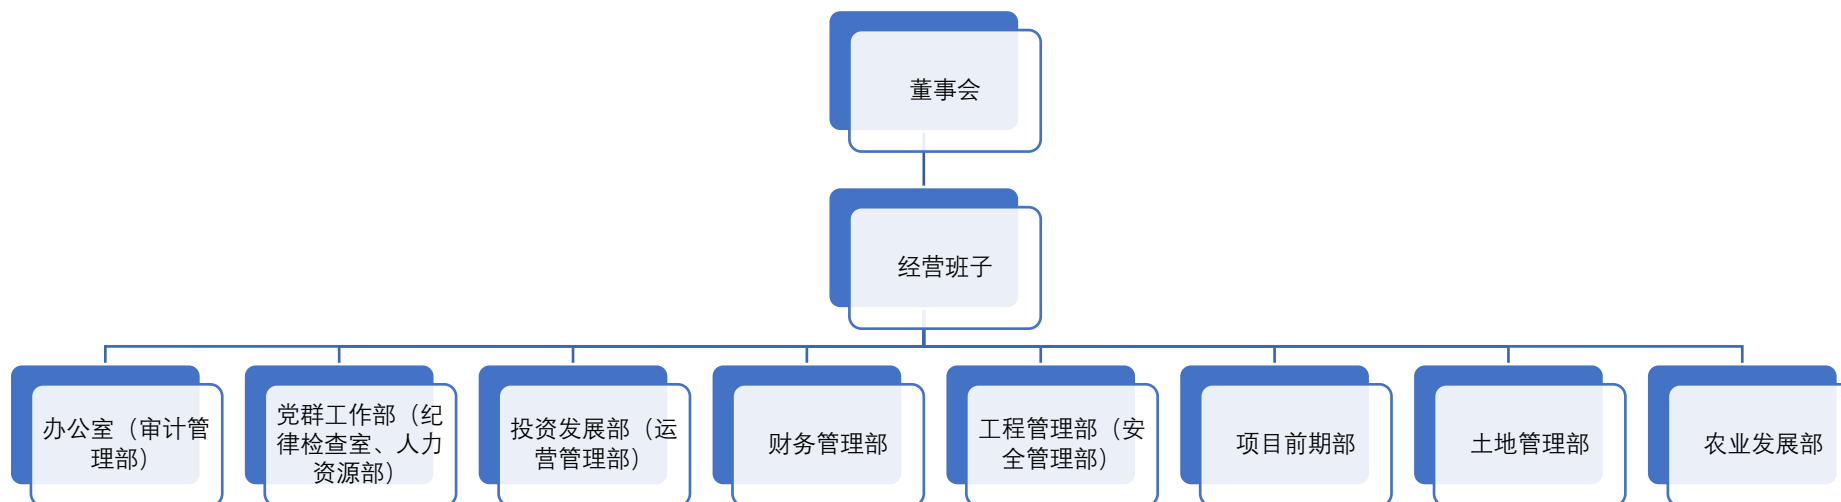 董事会
经营班子
办公室（审计管
理部）
党群工作部（纪
律检查室、人力
资源部）
投资发展部（运
营管理部）
财务管理部
工程管理部（安
全管理部）
项目前期部
土地管理部
农业发展部